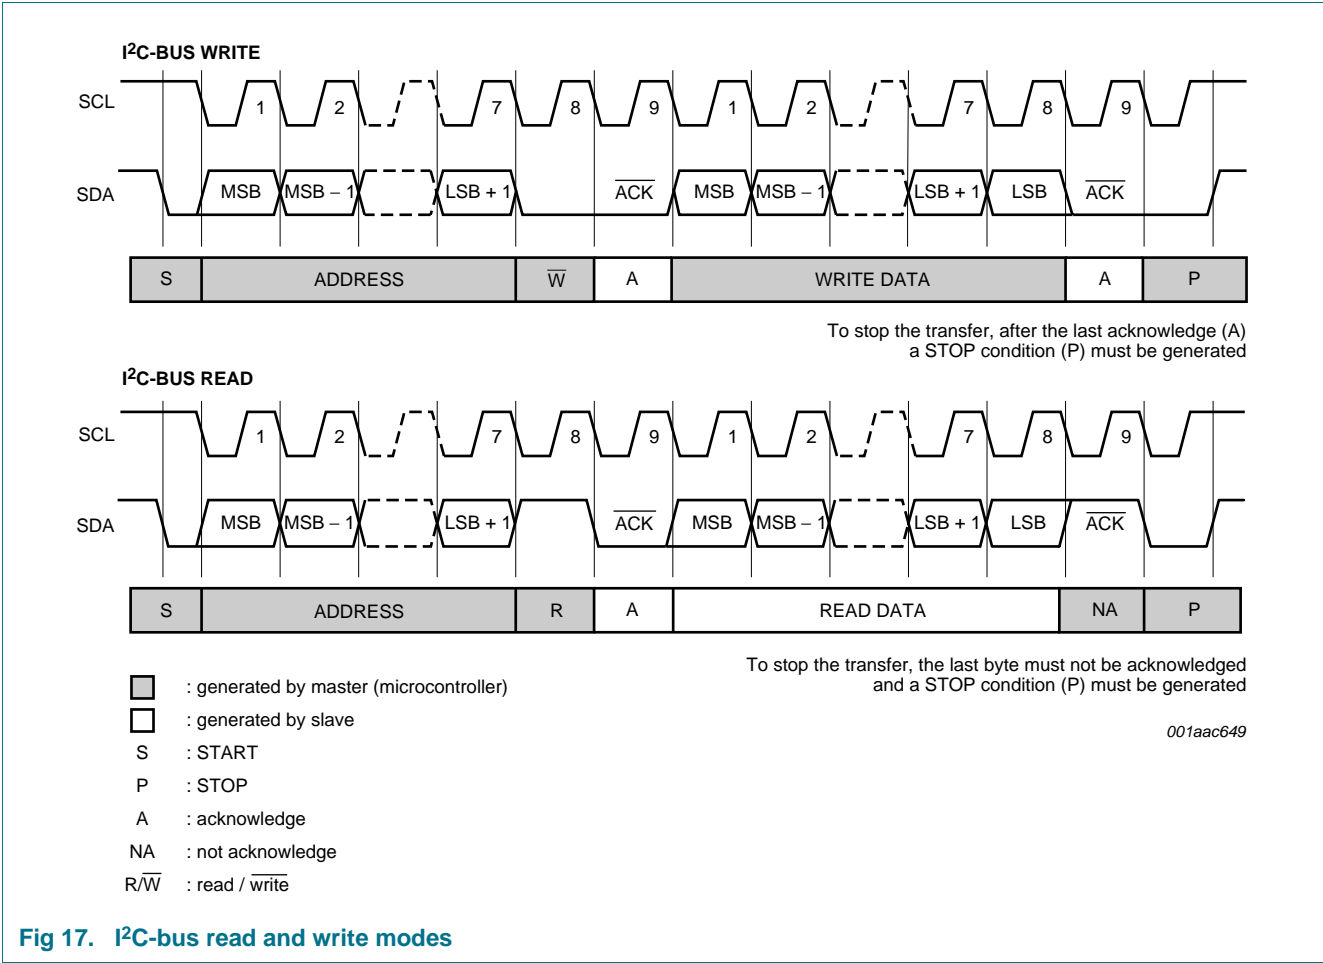 I²C-BUS WRITE
SCL 1 2 7 8 9 1 2 7 8 9
SDA MSB MSB − 1 LSB + 1 A̅C̅K̅ MSB MSB − 1 LSB + 1 LSB A̅C̅K̅
S ADDRESS W̅ A WRITE DATA A P
To stop the transfer, after the last acknowledge (A)
a STOP condition (P) must be generated
I²C-BUS READ
SCL 1 2 7 8 9 1 2 7 8 9
SDA MSB MSB − 1 LSB + 1 A̅C̅K̅ MSB MSB − 1 LSB + 1 LSB A̅C̅K̅
S ADDRESS R A READ DATA NA P
To stop the transfer, the last byte must not be acknowledged
and a STOP condition (P) must be generated
: generated by master (microcontroller)
: generated by slave
001aac649
S : START
P : STOP
A : acknowledge
NA : not acknowledge
R/W̅ : read / w̅r̅i̅t̅e̅
Fig 17. I²C-bus read and write modes